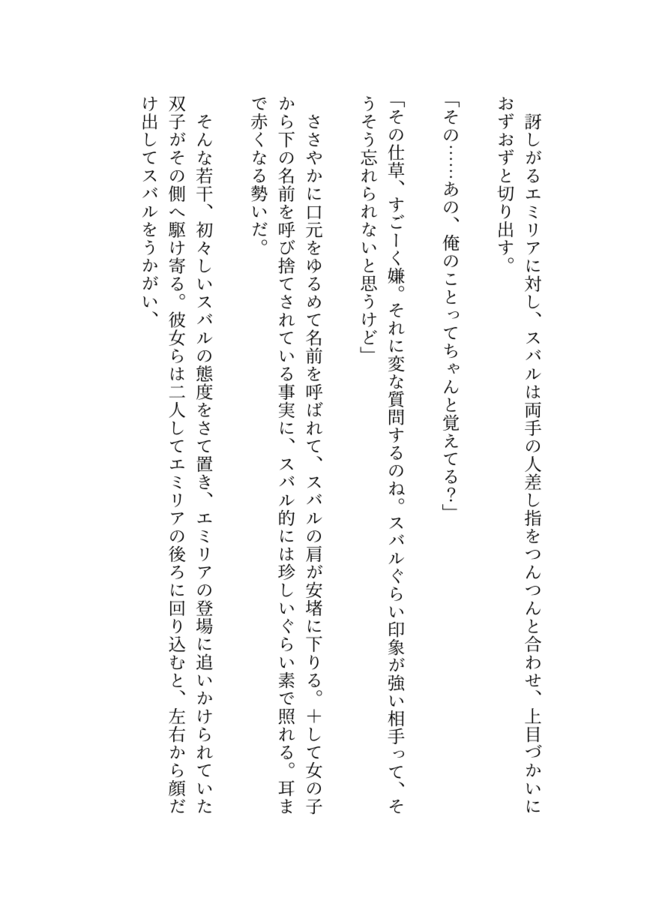 訝しがるエミリアに対し、スバルは両手の人差し指をつんつんと合わせ、上目づかいに
おずおずと切り出す。
「その……あの、俺のことってちゃんと覚えてる？」
「その仕草、すごーく嫌。それに変な質問するのね。スバルぐらい印象が強い相手って、そ
うそう忘れられないと思うけど」
ささやかに口元をゆるめて名前を呼ばれて、スバルの肩が安堵に下りる。＋して女の子
から下の名前を呼び捨てされている事実に、スバル的には珍しいぐらい素で照れる。耳ま
で赤くなる勢いだ。
そんな若干、初々しいスバルの態度をさて置き、エミリアの登場に追いかけられていた
双子がその側へ駆け寄る。彼女らは二人してエミリアの後ろに回り込むと、左右から顔だ
け出してスバルをうかがい、